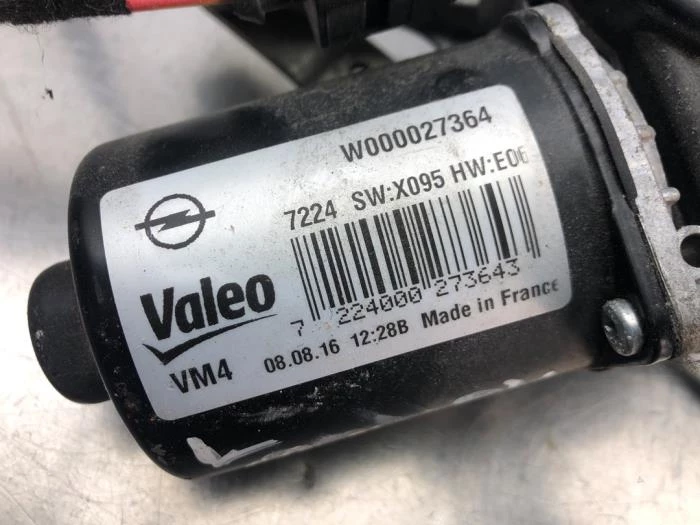 W000027364
7224 SW:X095 HW:E06
7 224000 273643
Valeo
VM4 08.08.16 12:28B Made in France